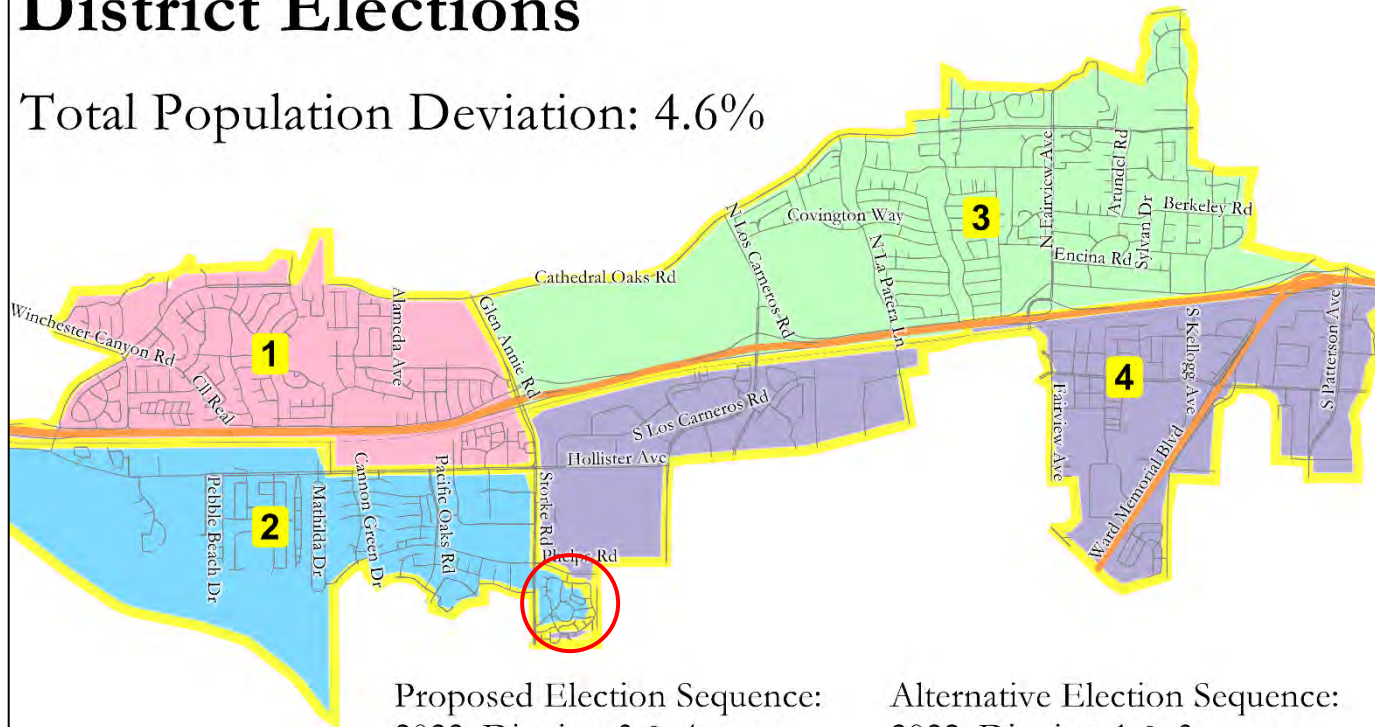 District Elections
Total Population Deviation: 4.6%
N Fairview Ave
Arundel Rd
Sylvan Dr
Berkeley Rd
Covington Way
3
N Los Carneros Rd
N La Patera Ln
Encina Rd
Cathedral Oaks Rd
Winchester Canyon Rd
Alameda Ave
Glen Annie Rd
1
Cll Real
S Kellogg Ave
S Patterson Ave
4
Fairview Ave
S Los Carneros Rd
Hollister Ave
Ward Memorial Blvd
Pebble Beach Dr
2
Mathilda Dr
Cannon Green Dr
Pacific Oaks Rd
Storke Rd
Phelps Rd
Proposed Election Sequence:
Alternative Election Sequence: